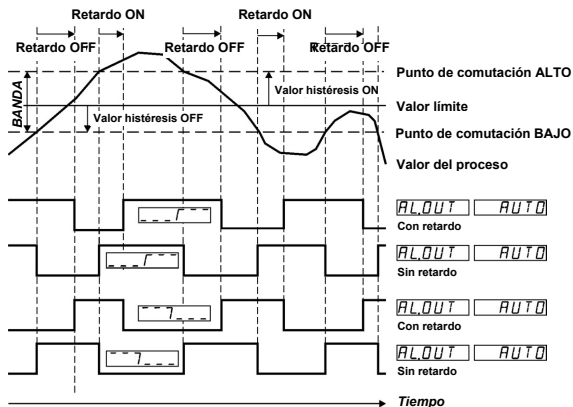 Retardo ON
Retardo ON
Retardo OFF
Retardo OFF
Retardo OFF
Punto de comutación ALTO
BANDA
Valor histéresis ON
Valor límite
Valor histéresis OFF
Punto de comutación BAJO
Valor del proceso
AL.OUT AUTO
Con retardo
AL.OUT AUTO
Sin retardo
AL.OUT AUTO
Con retardo
AL.OUT AUTO
Sin retardo
Tiempo